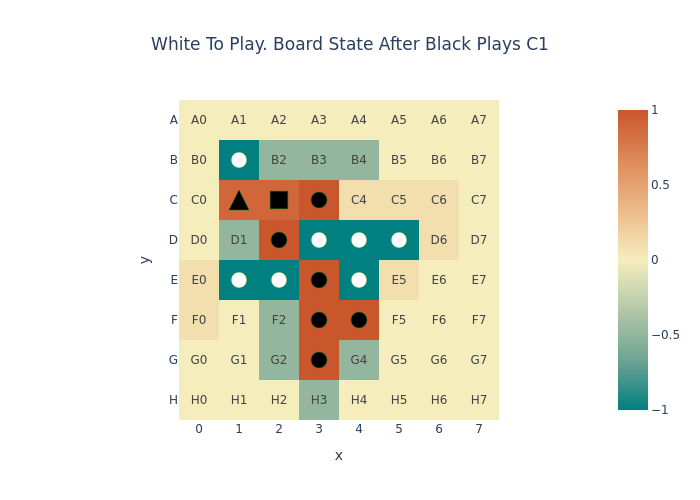 White To Play. Board State After Black Plays C1
A A0 A1 A2 A3 A4 A5 A6 A7
B B0 B2 B3 B4 B5 B6 B7
C C0 C4 C5 C6 C7
D D0 D1 D6 D7
E E0 E5 E6 E7
F F0 F1 F2 F5 F6 F7
G G0 G1 G2 G4 G5 G6 G7
H H0 H1 H2 H3 H4 H5 H6 H7
0 1 2 3 4 5 6 7
x
y
1
0.5
0
−0.5
−1